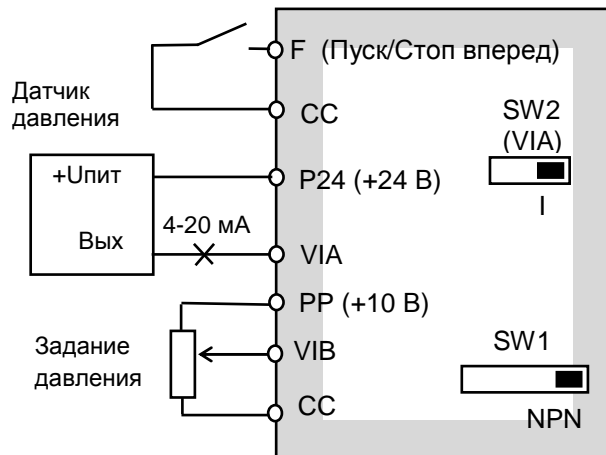 F (Пуск/Стоп вперед)
Датчик
давления
CC
SW2
(VIA)
I
+Uпит
P24 (+24 В)
4-20 мА
Вых
VIA
PP (+10 В)
Задание
давления
VIB
SW1
CC
NPN